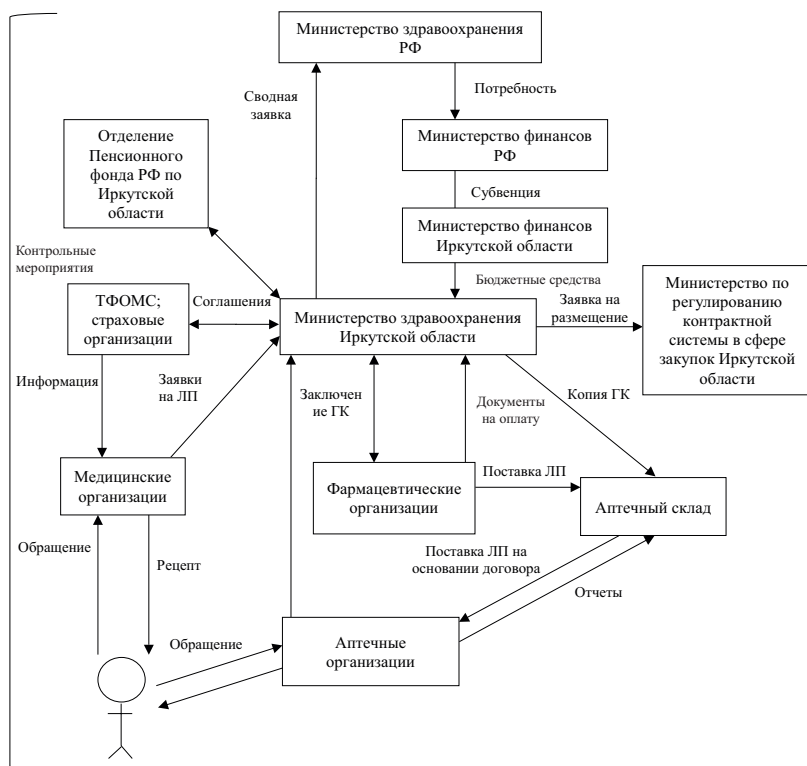 Министерство здравоохранения
РФ
Сводная
заявка
Потребность
Отделение
Пенсионного
фонда РФ по
Иркутской
области
Министерство финансов
РФ
Субвенция
Министерство финансов
Иркутской области
Контрольные
мероприятия
Бюджетные средства
ТФОМС;
страховые
организации
Соглашения
Министерство здравоохранения
Иркутской области
Заявка на
размещение
Министерство по
регулированию
контрактной
системы в сфере
закупок Иркутской
области
Информация
Заявки
на ЛП
Заключен
ие ГК
Документы
на оплату
Копия ГК
Медицинские
организации
Фармацевтические
организации
Поставка ЛП
Аптечный склад
Обращение
Рецепт
Поставка ЛП на
основании договора
Отчеты
Обращение
Аптечные
организации